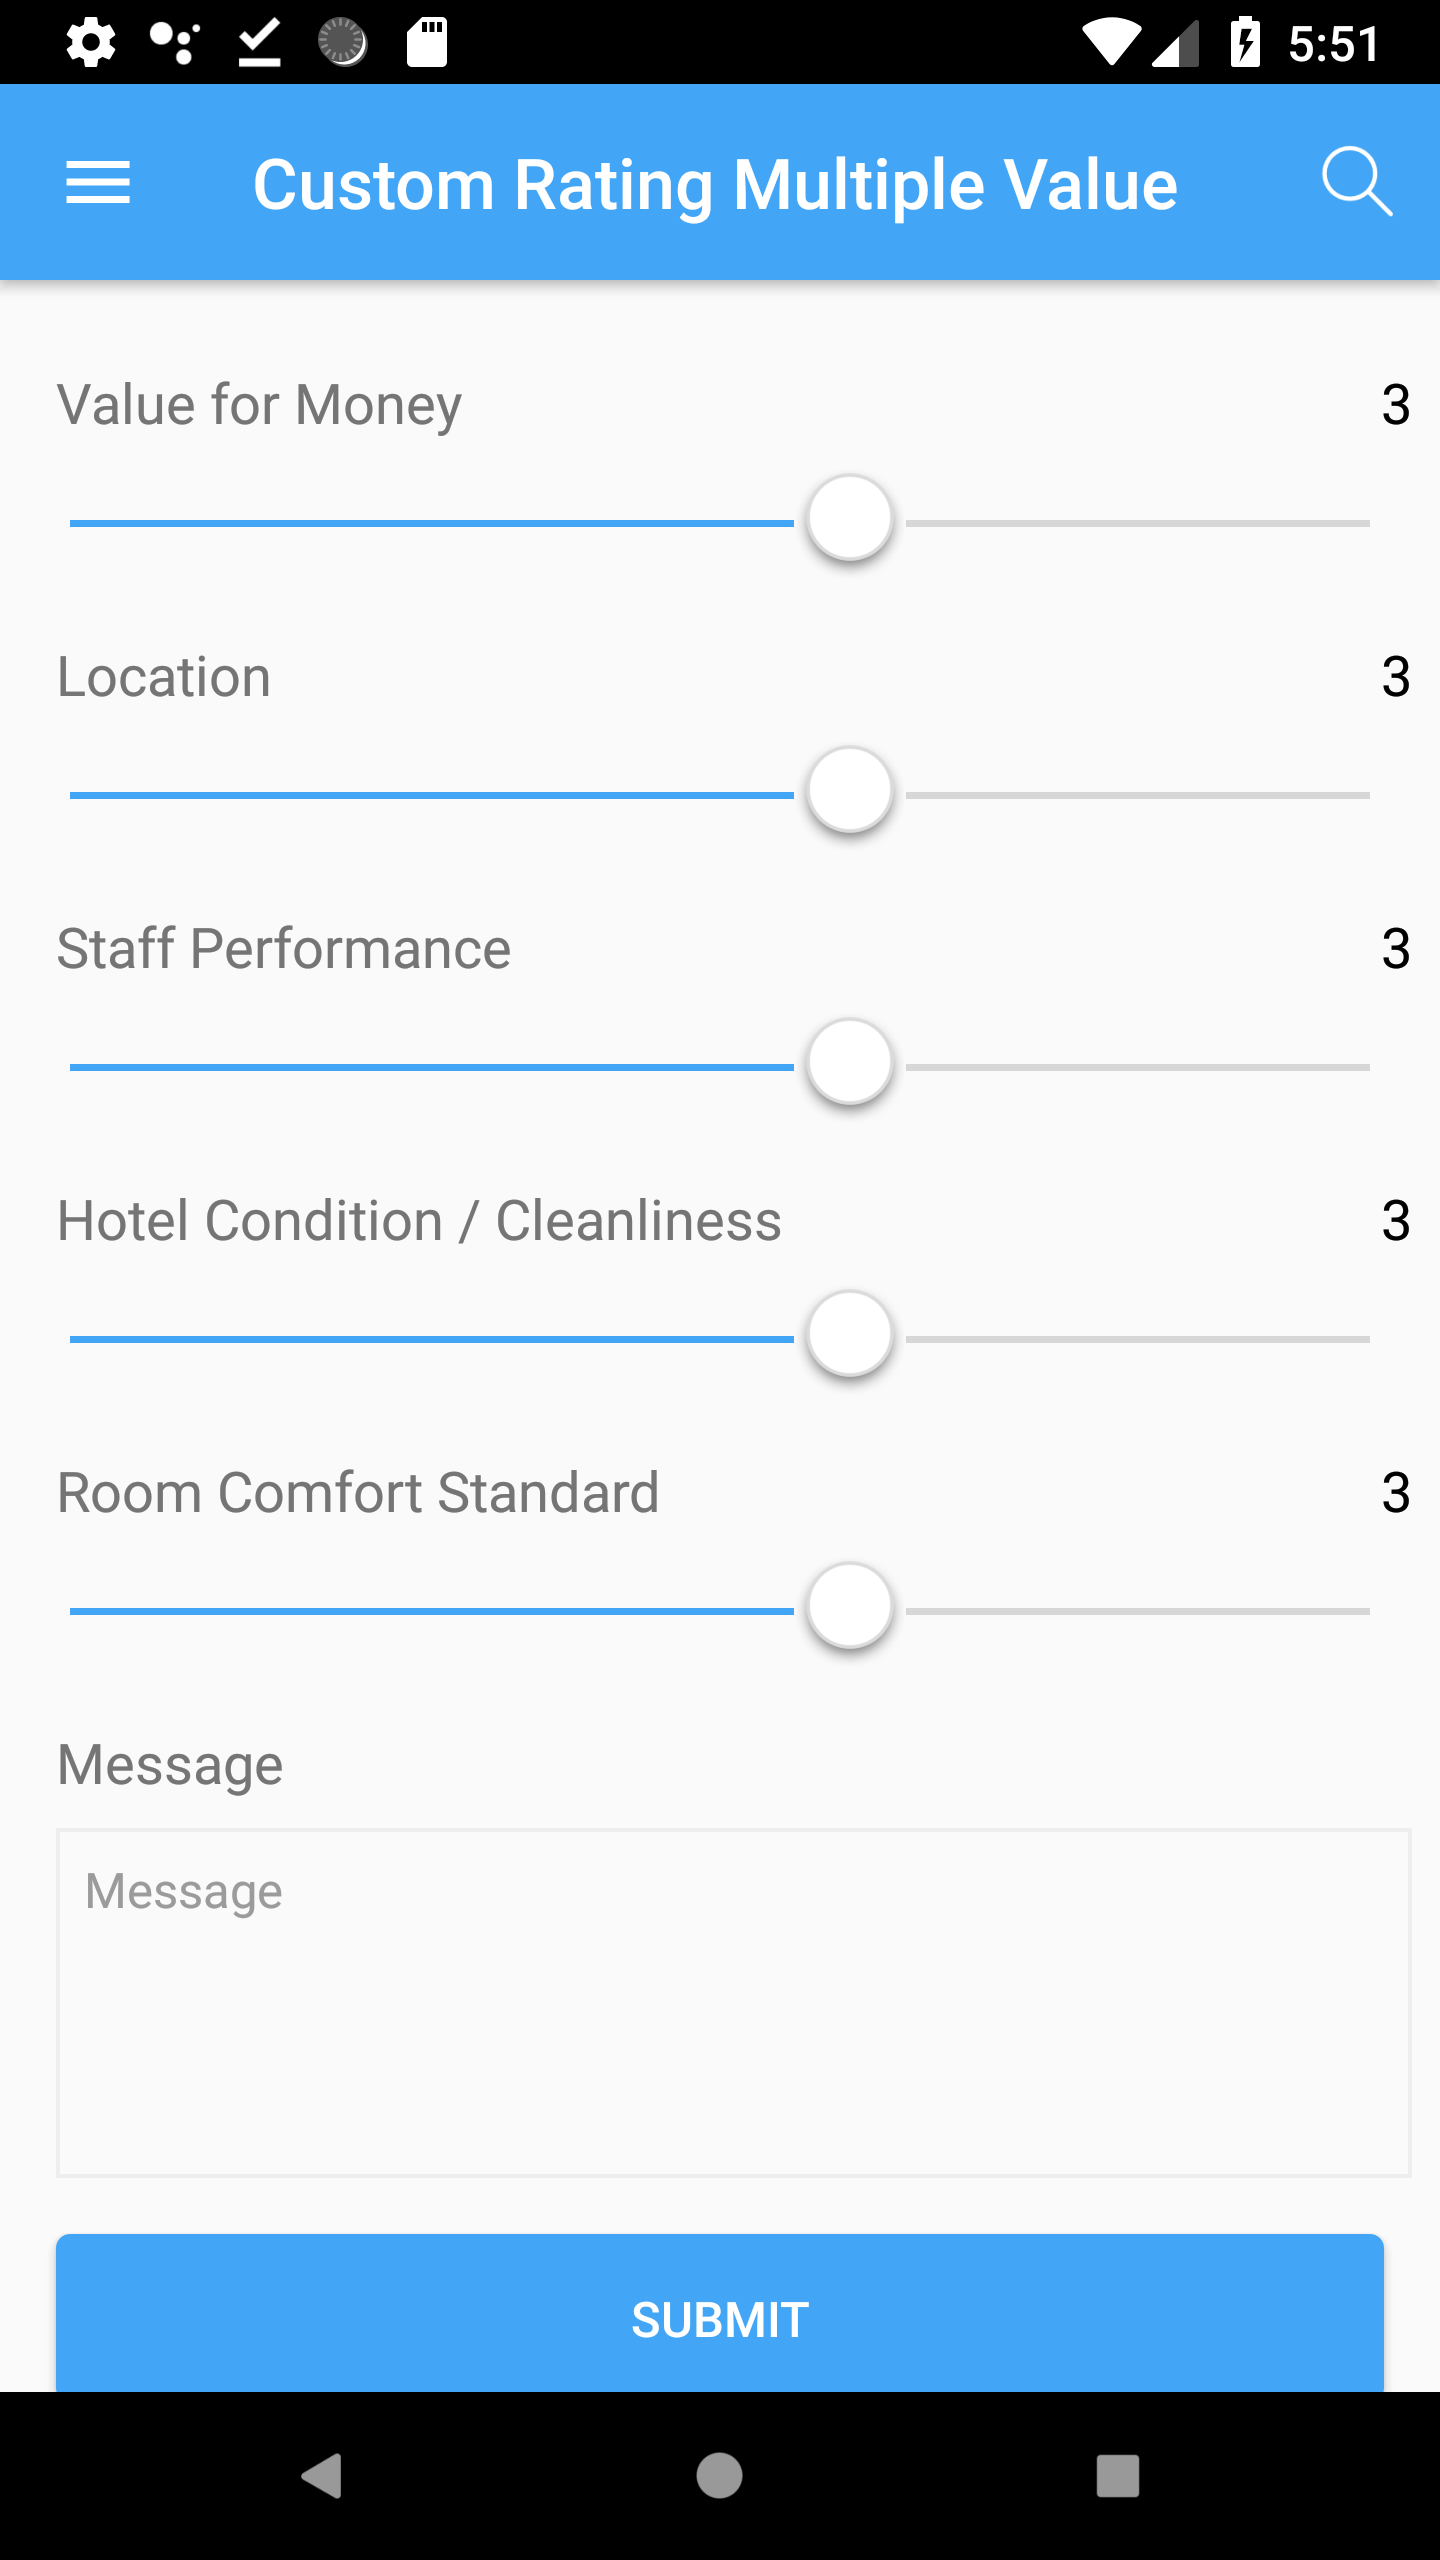 5:51
Custom Rating Multiple Value
Value for Money 3
Location 3
Staff Performance 3
Hotel Condition / Cleanliness 3
Room Comfort Standard 3
Message
Message
SUBMIT